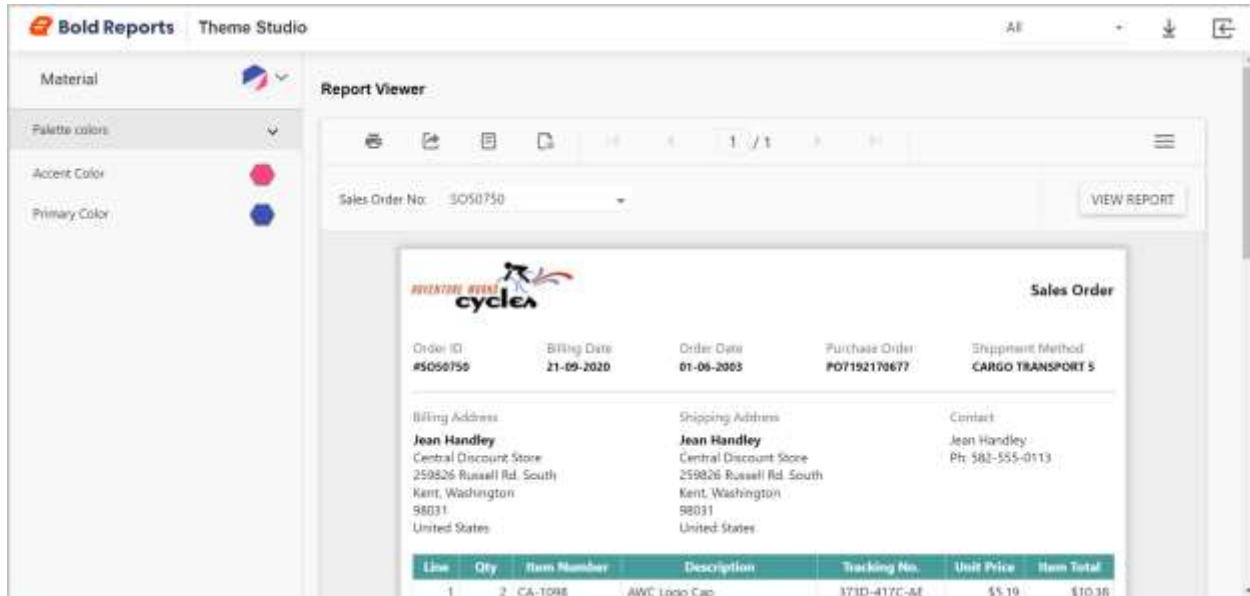 Bold Reports Theme Studio All
Material
Report Viewer
Palette colors
1 / 1
Accent Color
Sales Order No: SO50750 VIEW REPORT
Primary Color
ADVENTURE WORKS
cycles
Sales Order
Order ID Billing Date Order Date Purchase Order Shippment Method
#SO50750 21-09-2020 01-06-2003 PO7192170677 CARGO TRANSPORT 5
Billing Address Shipping Address Contact
Jean Handley Jean Handley Jean Handley
Central Discount Store Central Discount Store Ph: 582-555-0113
259826 Russell Rd. South 259826 Russell Rd. South
Kent, Washington Kent, Washington
98031 98031
United States United States
Line Qty Item Number Description Tracking No. Unit Price Item Total
1 2 CA-1098 AWC Logo Cap 373D-417C-AE $5.19 $10.38